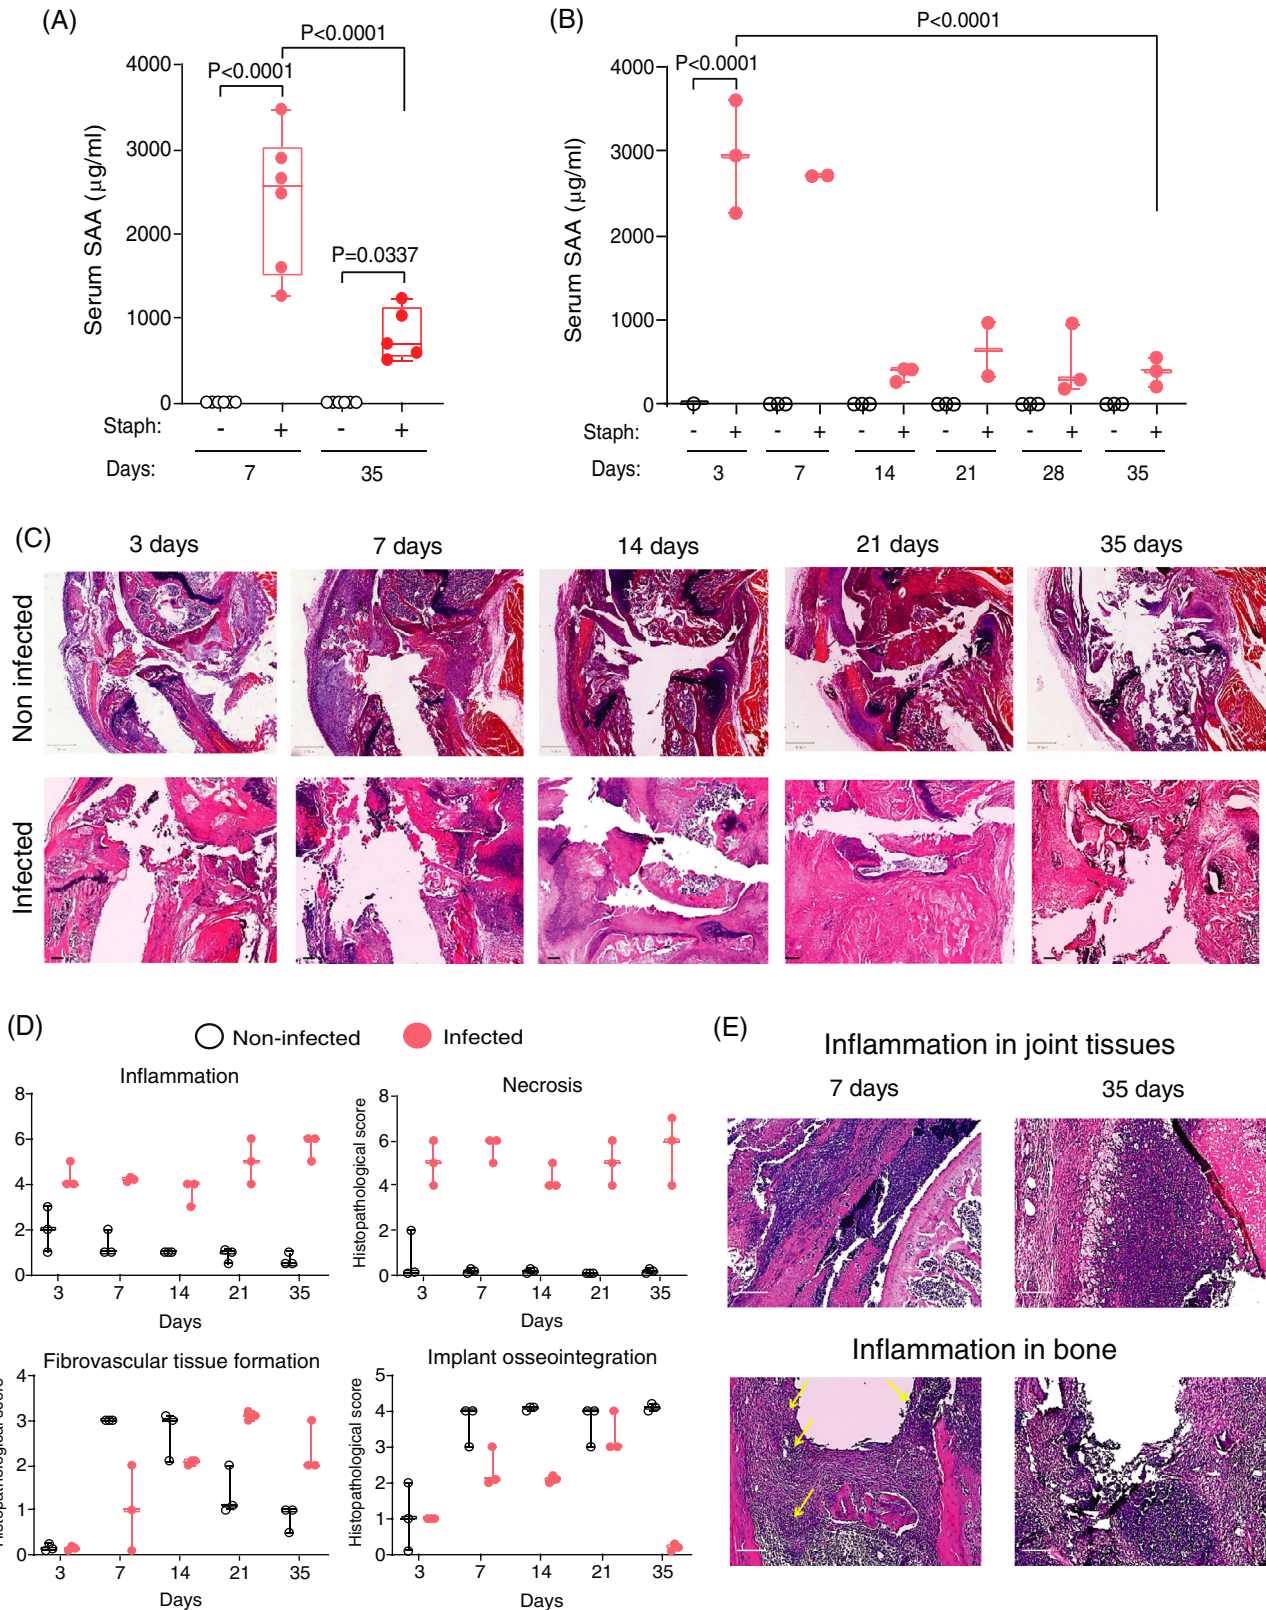 (A)
P<0.0001
P<0.0001
P=0.0337
Serum SAA (μg/ml)
4000
3000
2000
1000
0
Staph: - + - +
Days: 7 35
(B)
P<0.0001
P<0.0001
Serum SAA (μg/ml)
4000
3000
2000
1000
0
Staph: - + - + - + - + - + - +
Days: 3 7 14 21 28 35
(C)
3 days 7 days 14 days 21 days 35 days
Non infected
Infected
(D)
Non-infected Infected
Inflammation
8
6
4
2
0
3 7 14 21 35
Days
Necrosis
Histopathological score
8
6
4
2
0
3 7 14 21 35
Days
Fibrovascular tissue formation
Histopathological score
4
3
2
1
0
3 7 14 21 35
Days
Implant osseointegration
Histopathological score
5
4
3
2
1
0
3 7 14 21 35
Days
(E)
Inflammation in joint tissues
7 days 35 days
Inflammation in bone